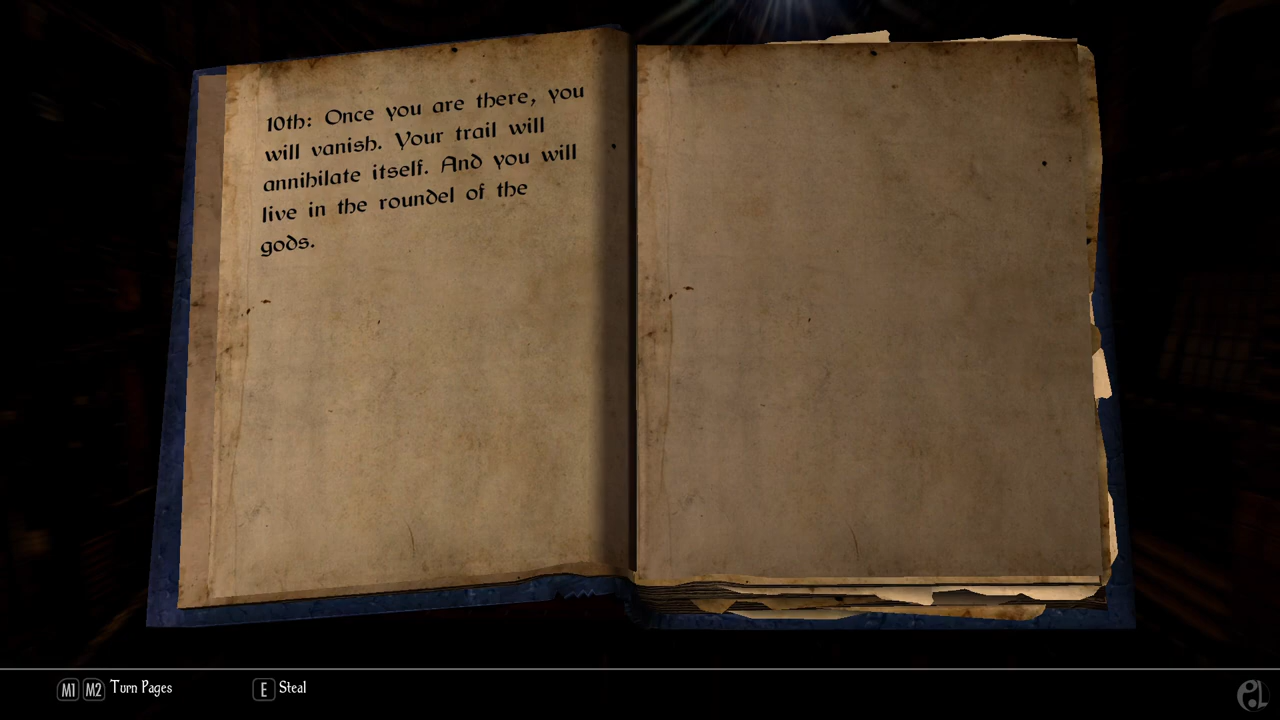 10th: Once you are there, you
will vanish. Your trail will
annihilate itself. And you will
live in the roundel of the
gods.
M1 M2 Turn Pages
E Steal